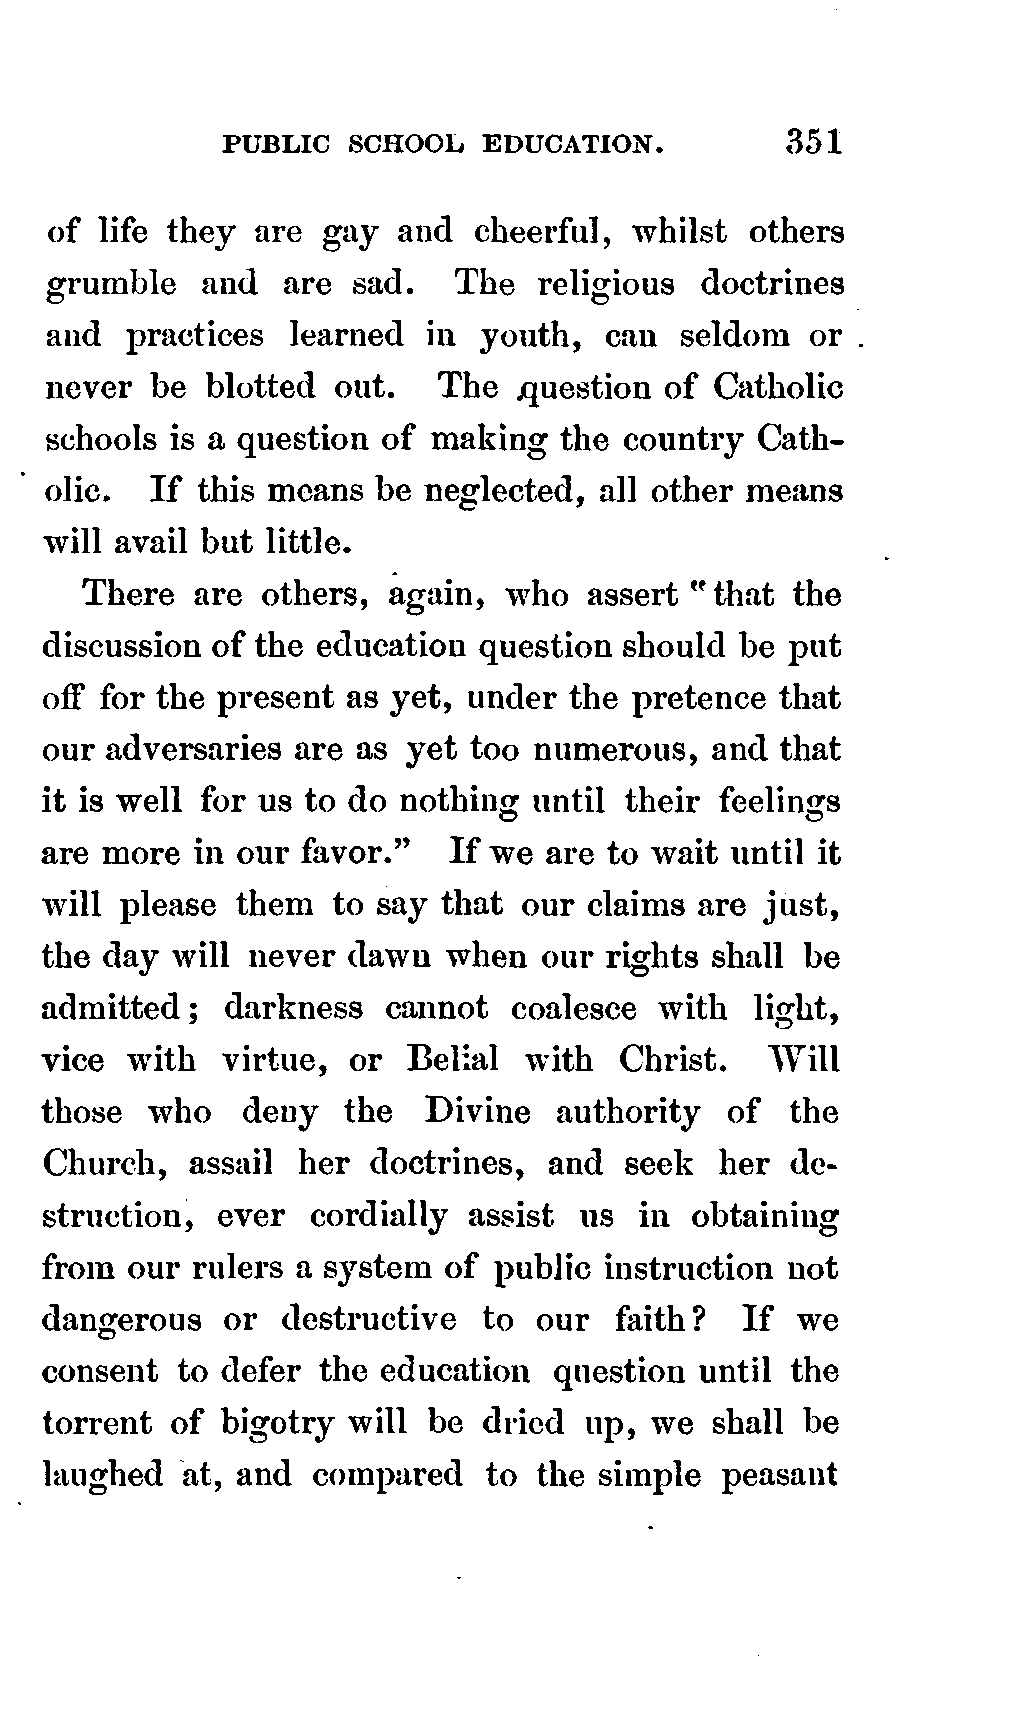 PUBLIC SCHOOL EDUCATION. 351
of life they are gay and cheerful, whilst others
grumble and are sad. The religious doctrines
and practices learned in youth, can seldom or
never be blotted out. The question of Catholic
schools is a question of making the country Cath-
olic. If this means be neglected, all other means
will avail but little.
There are others, again, who assert "that the
discussion of the education question should be put
off for the present as yet, under the pretence that
our adversaries are as yet too numerous, and that
it is well for us to do nothing until their feelings
are more in our favor." If we are to wait until it
will please them to say that our claims are just,
the day will never dawn when our rights shall be
admitted; darkness cannot coalesce with light,
vice with virtue, or Belial with Christ. Will
those who deny the Divine authority of the
Church, assail her doctrines, and seek her de-
struction, ever cordially assist us in obtaining
from our rulers a system of public instruction not
dangerous or destructive to our faith? If we
consent to defer the education question until the
torrent of bigotry will be dried up, we shall be
laughed at, and compared to the simple peasant